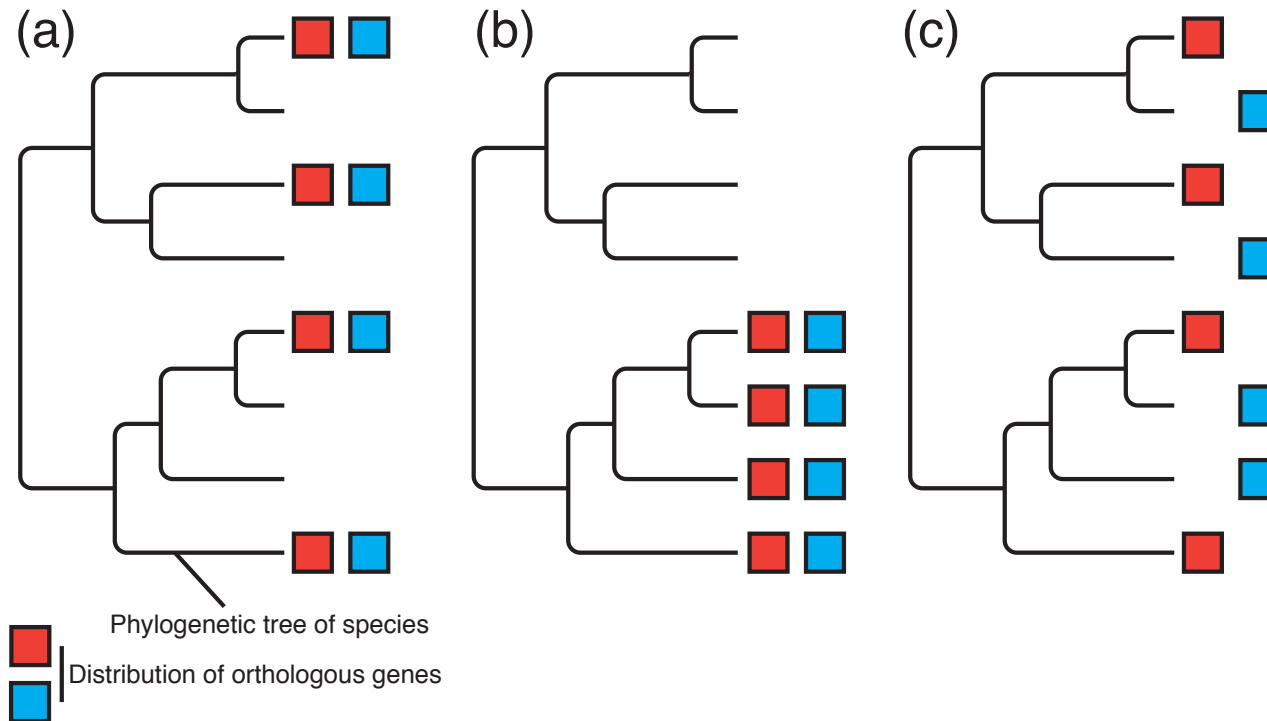 (a)
(b)
(c)
Phylogenetic tree of species
Distribution of orthologous genes